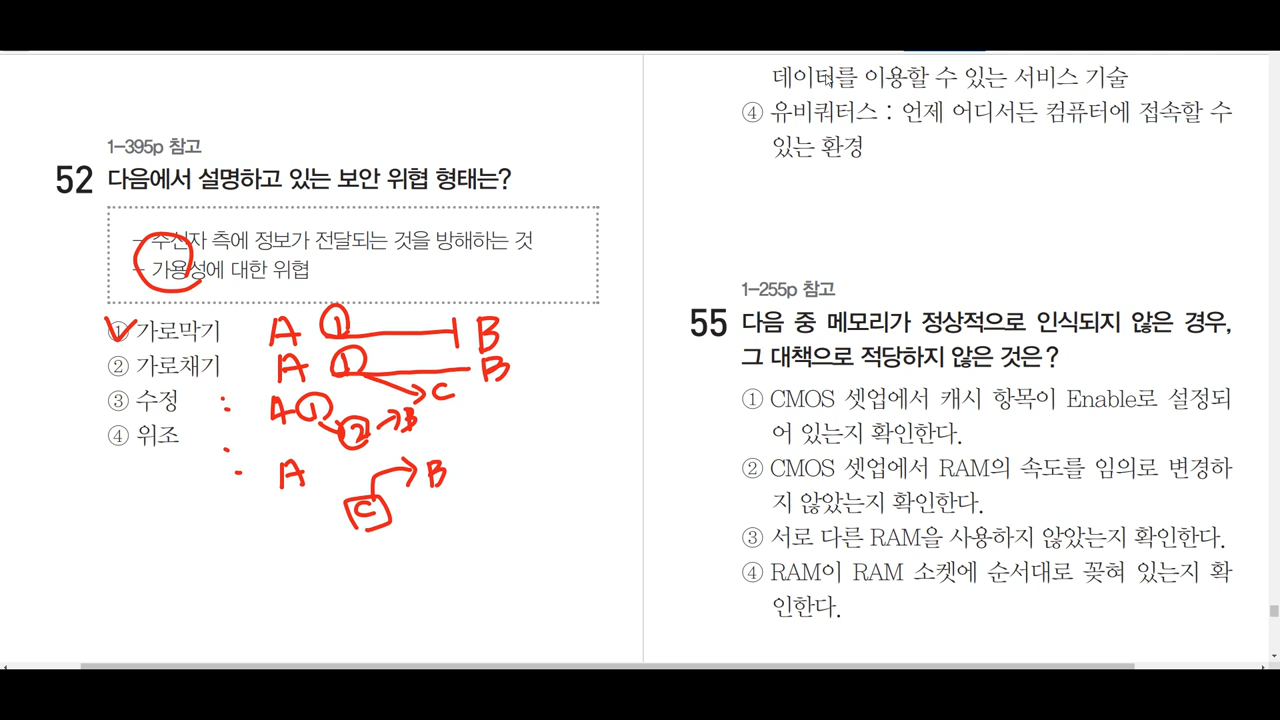 1-395p 참고
52 다음에서 설명하고 있는 보안 위협 형태는?
- 수신자 측에 정보가 전달되는 것을 방해하는 것
- 가용성에 대한 위협
① 가로막기 A ① B
② 가로채기 A ① B
C
③ 수정 : A ① ② B
④ 위조
: A B
C
데이터를 이용할 수 있는 서비스 기술
④ 유비쿼터스 : 언제 어디서든 컴퓨터에 접속할 수
있는 환경
1-255p 참고
55 다음 중 메모리가 정상적으로 인식되지 않은 경우,
그 대책으로 적당하지 않은 것은?
① CMOS 셋업에서 캐시 항목이 Enable로 설정되
어 있는지 확인한다.
② CMOS 셋업에서 RAM의 속도를 임의로 변경하
지 않았는지 확인한다.
③ 서로 다른 RAM을 사용하지 않았는지 확인한다.
④ RAM이 RAM 소켓에 순서대로 꽂혀 있는지 확
인한다.